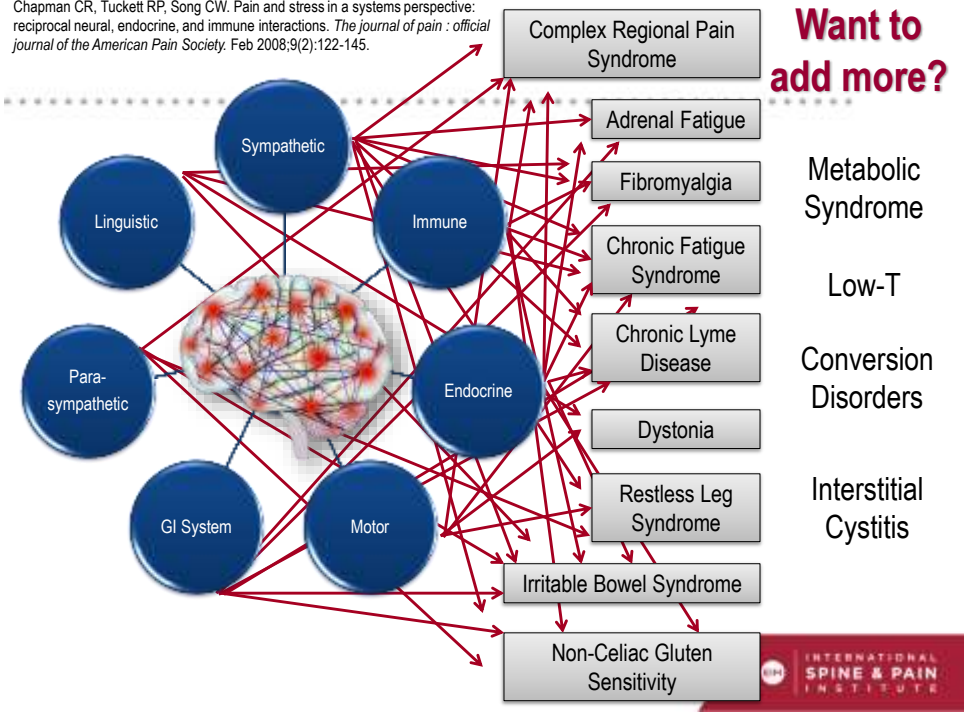 Chapman CR, Tuckett RP, Song CW. Pain and stress in a systems perspective:
reciprocal neural, endocrine, and immune interactions. The journal of pain : official
journal of the American Pain Society. Feb 2008;9(2):122-145.
Want to
add more?
Complex Regional Pain
Syndrome
Adrenal Fatigue
Fibromyalgia
Chronic Fatigue
Syndrome
Chronic Lyme
Disease
Dystonia
Restless Leg
Syndrome
Irritable Bowel Syndrome
Non-Celiac Gluten
Sensitivity
Sympathetic
Linguistic
Immune
Para-
sympathetic
Endocrine
GI System
Motor
Metabolic
Syndrome
Low-T
Conversion
Disorders
Interstitial
Cystitis
EIM
INTERNATIONAL
SPINE & PAIN
INSTITUTE